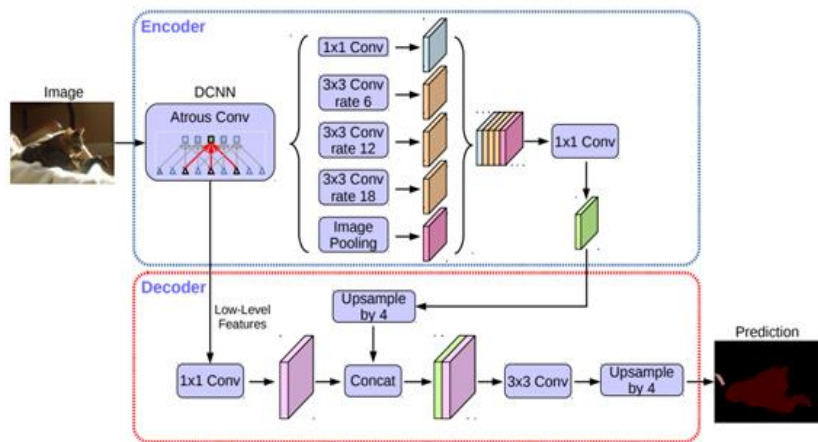 Encoder
Image
DCNN
Atrous Conv
1x1 Conv
3x3 Conv
rate 6
3x3 Conv
rate 12
3x3 Conv
rate 18
Image
Pooling
1x1 Conv
Decoder
Low-Level
Features
Upsample
by 4
1x1 Conv
Concat
3x3 Conv
Upsample
by 4
Prediction